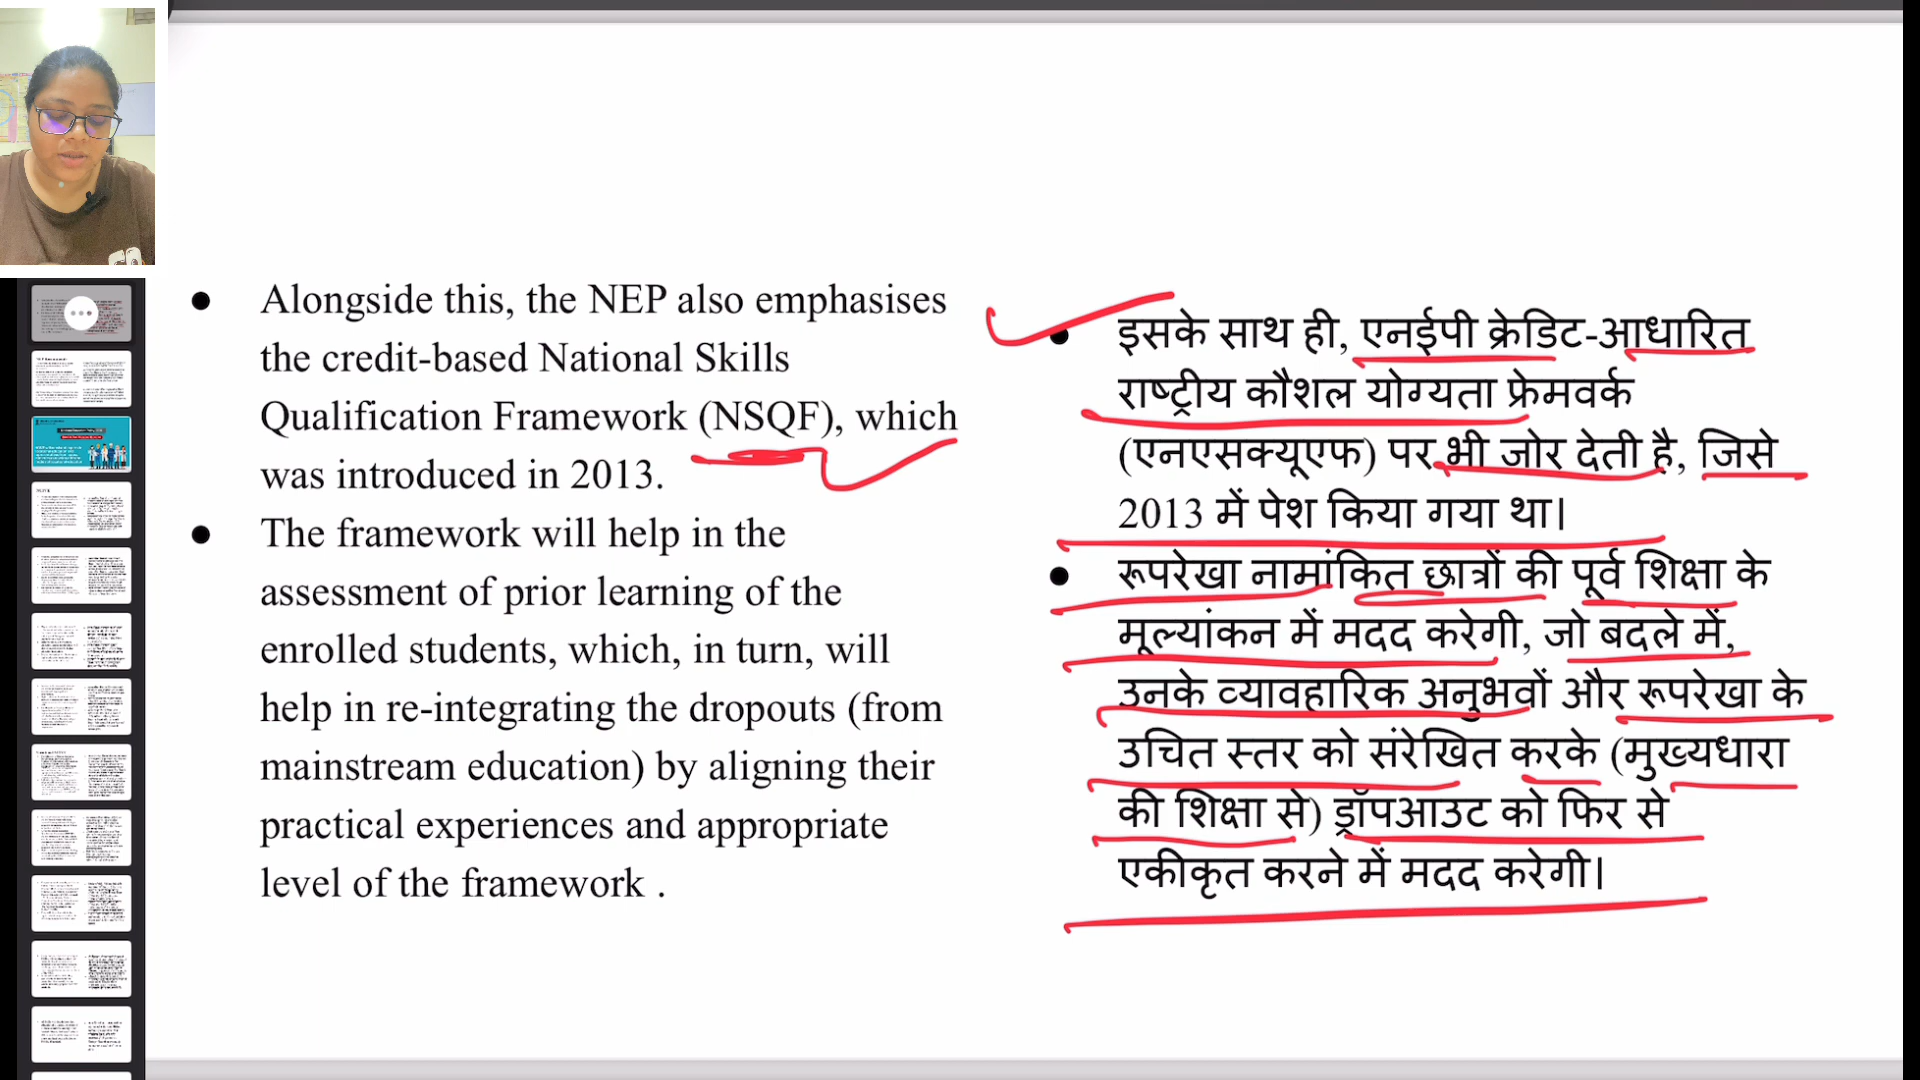 Alongside this, the NEP also emphasises
the credit-based National Skills
Qualification Framework (NSQF), which
was introduced in 2013.
The framework will help in the
assessment of prior learning of the
enrolled students, which, in turn, will
help in re-integrating the dropouts (from
mainstream education) by aligning their
practical experiences and appropriate
level of the framework .
इसके साथ ही, एनईपी क्रेडिट-आधारित
राष्ट्रीय कौशल योग्यता फ्रेमवर्क
(एनएसक्यूएफ) पर भी जोर देती है, जिसे
2013 में पेश किया गया था।
रूपरेखा नामांकित छात्रों की पूर्व शिक्षा के
मूल्यांकन में मदद करेगी, जो बदले में,
उनके व्यावहारिक अनुभवों और रूपरेखा के
उचित स्तर को संरेखित करके (मुख्यधारा
की शिक्षा से) ड्रॉपआउट को फिर से
एकीकृत करने में मदद करेगी।